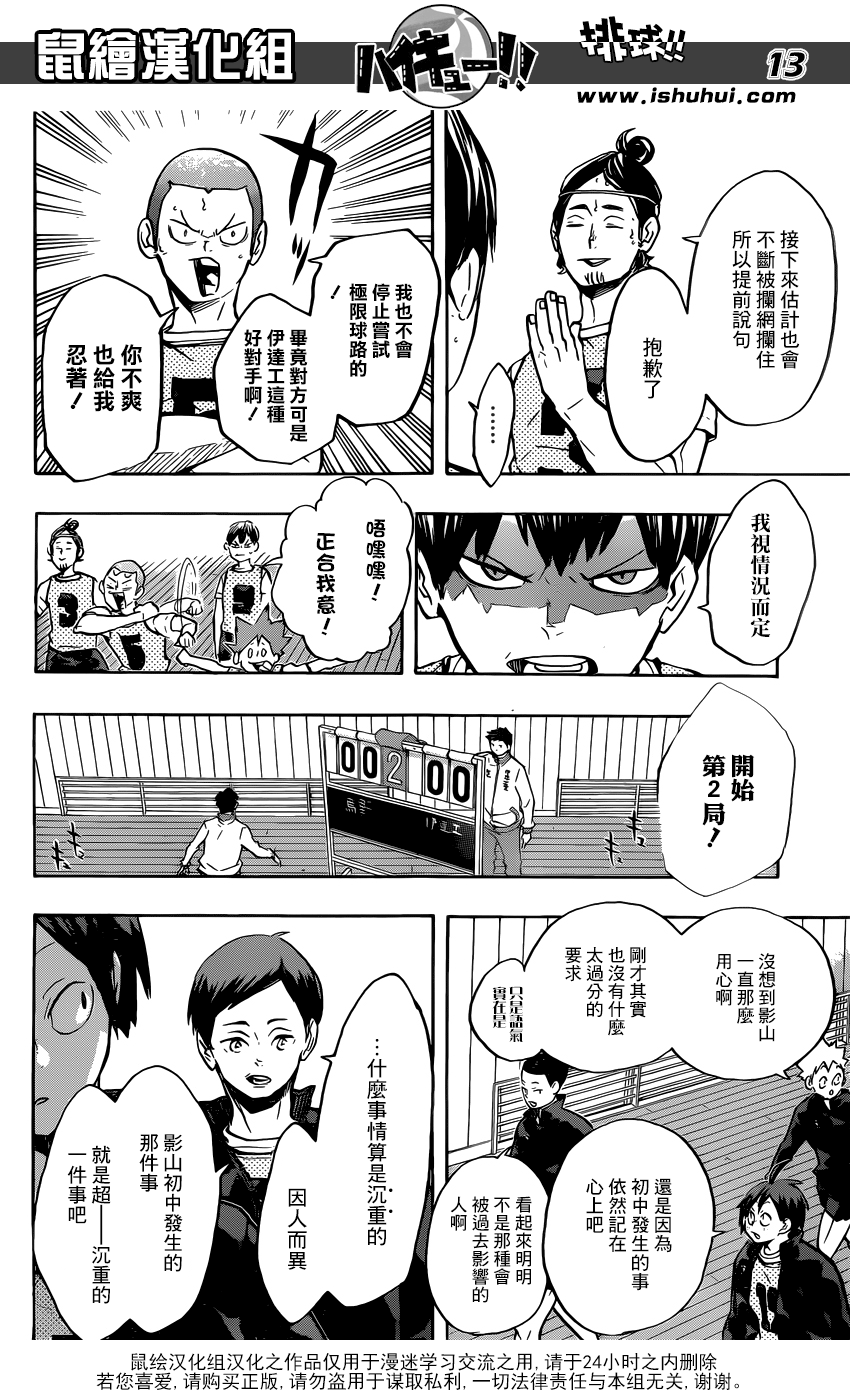 鼠繪漢化組
ハイキュー!!
排球!!
13
www.ishuhui.com
接下來估計也會
不斷被攔網攔住
所以提前說句
抱歉了
……
我也不會
停止嘗試
極限球路的！
畢竟對方可是
伊達工這種
好對手啊！
你不爽
也給我
忍著！
我視情況而定
唔嘿嘿！
正合我意！
3
5
開始
第2局！
00
2
00
烏野
伊達工
キュ
キュ
沒想到影山
一直那麼
用心啊
剛才其實
也沒有什麼
太過分的
要求
只是語氣
實在是
還是因為
初中發生的事
依然記在
心上吧
看起來明明
不是那種會
被過去影響的
人啊
…什麼事情算是沉重的
因人而異
影山初中發生的
那件事
就是超——沉重的
一件事吧
鼠绘汉化组汉化之作品仅用于漫迷学习交流之用, 请于24小时之内删除
若您喜爱, 请购买正版, 请勿盗用于谋取私利, 一切法律责任与本组无关, 谢谢。